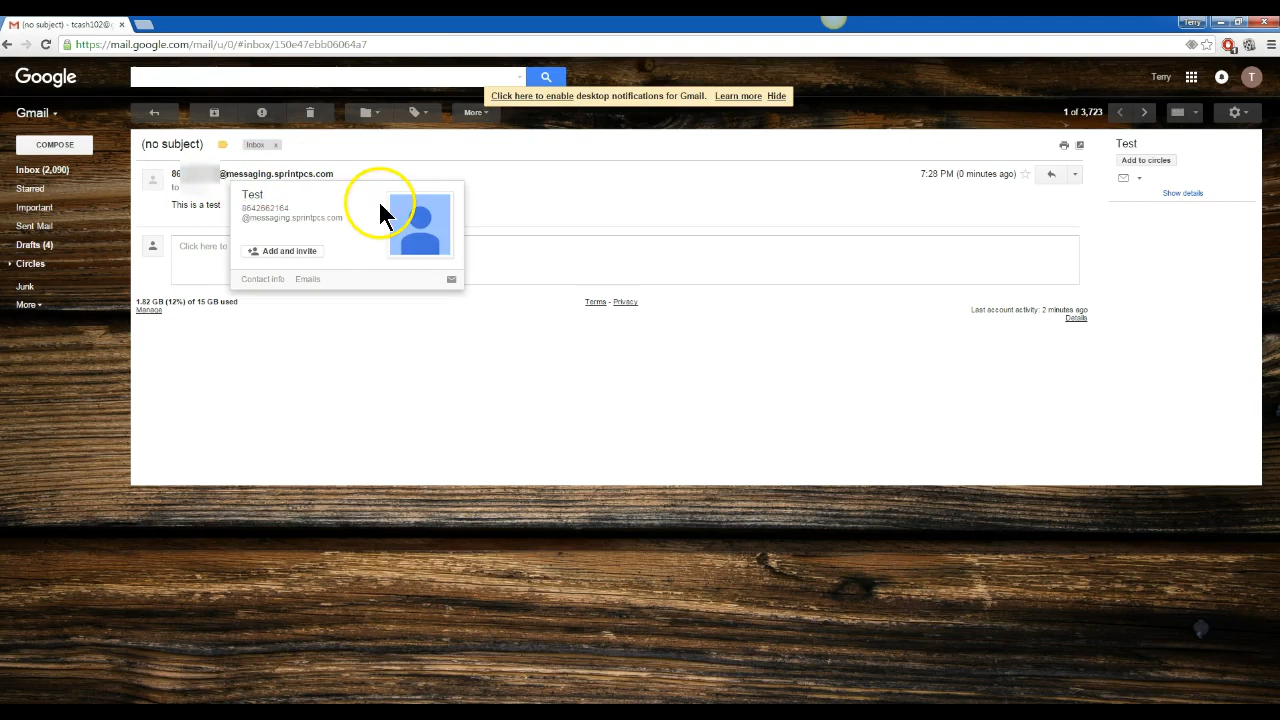 (no subject) - tcash102@g
Terry
https://mail.google.com/mail/u/0/#inbox/150e47ebb06064a7
Google
Terry
T
Click here to enable desktop notifications for Gmail. Learn more Hide
Gmail
More
1 of 3,723
COMPOSE
(no subject) Inbox x
Test
Add to circles
Show details
Inbox (2,090)
Starred
Important
Sent Mail
Drafts (4)
Circles
Junk
More
86 @messaging.sprintpcs.com
7:28 PM (0 minutes ago)
to
This is a test
Test
8642662164
@messaging.sprintpcs.com
Add and invite
Contact info Emails
Click here to
1.82 GB (12%) of 15 GB used
Manage
Terms - Privacy
Last account activity: 2 minutes ago
Details